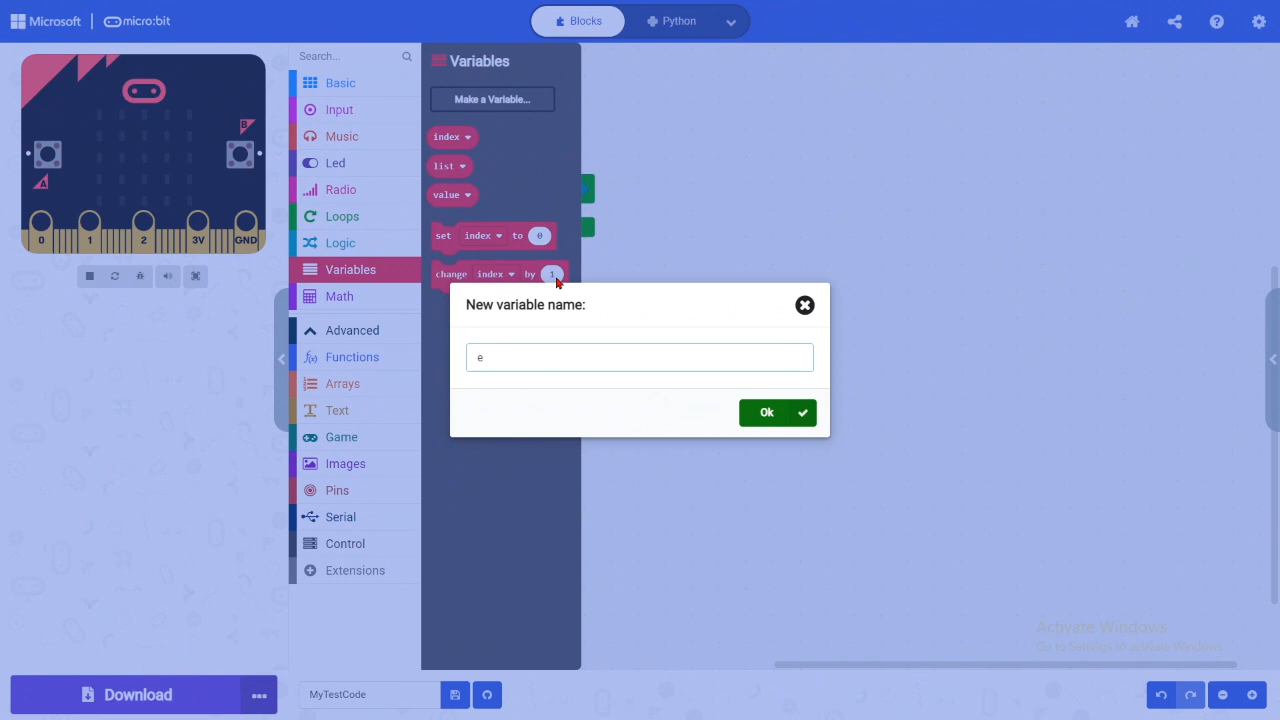 Microsoft
micro:bit
Blocks
Python
Search...
Basic
Input
Music
Led
Radio
Loops
Logic
Variables
Math
Advanced
Functions
Arrays
Text
Game
Images
Pins
Serial
Control
Extensions
Variables
Make a Variable...
index
list
value
set index to 0
change index by 1
New variable name:
e
Ok
A
B
0 1 2 3V GND
Activate Windows
Go to Settings to activate Windows.
Download
MyTestCode